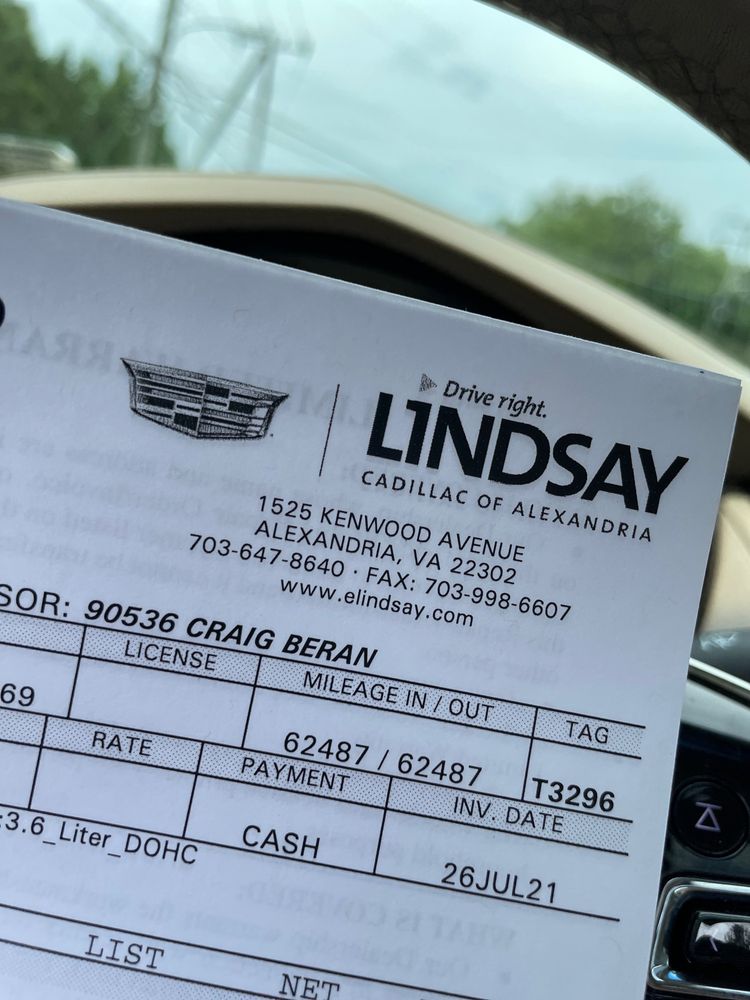 Drive right.
LINDSAY
CADILLAC OF ALEXANDRIA
1525 KENWOOD AVENUE
ALEXANDRIA, VA 22302
703-647-8640 · FAX: 703-998-6607
www.elindsay.com
SOR: 90536 CRAIG BERAN
LICENSE MILEAGE IN / OUT TAG
69 62487 / 62487 T3296
RATE PAYMENT INV. DATE
CASH 26JUL21
:3.6_Liter_DOHC
LIST NET